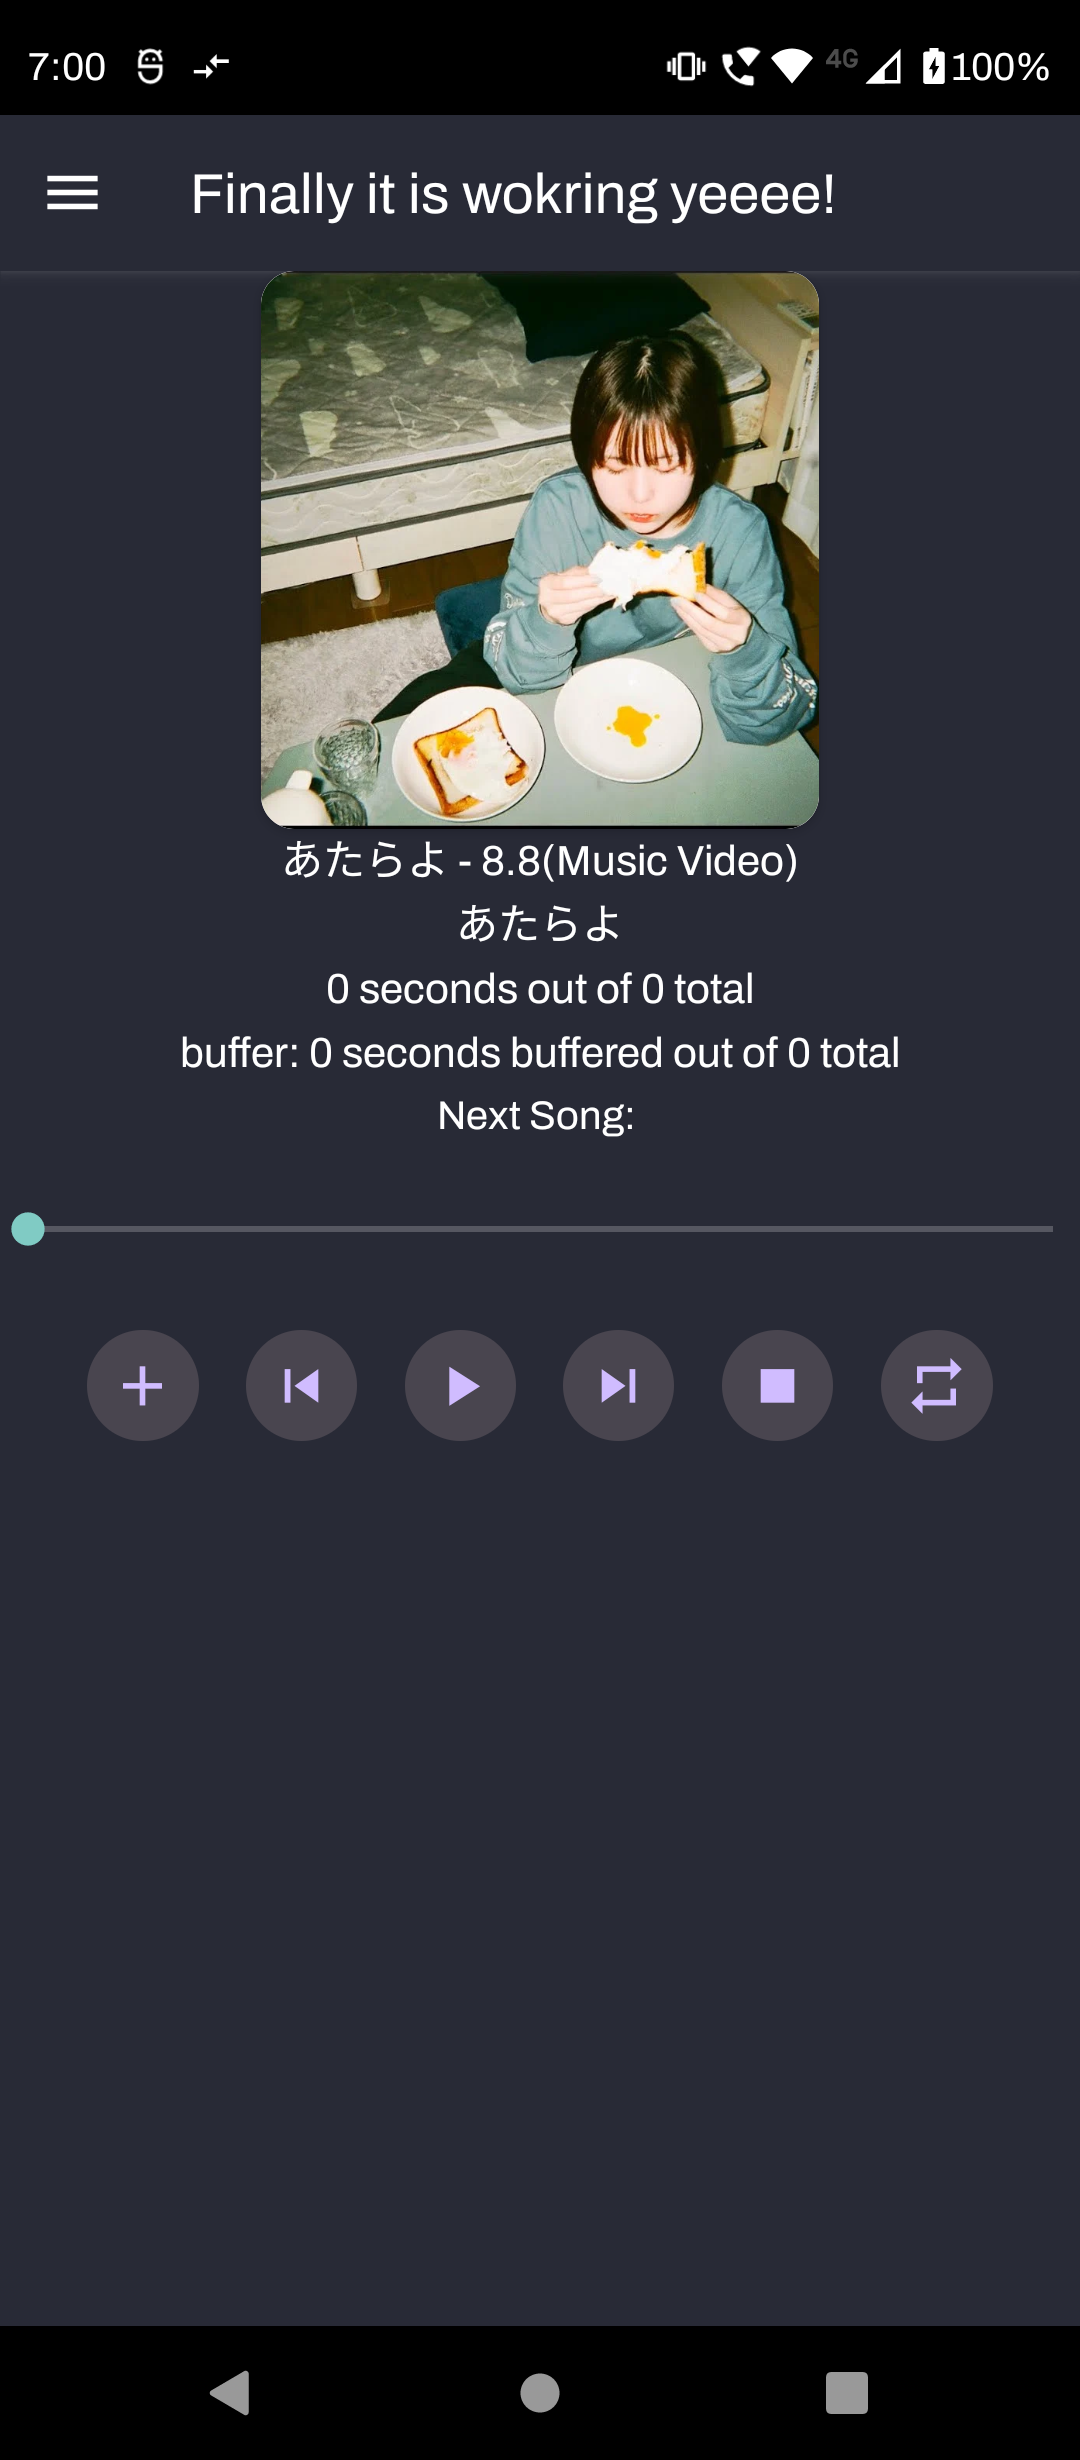 7:00
4G
100%
Finally it is wokring yeeee!
あたらよ - 8.8(Music Video)
あたらよ
0 seconds out of 0 total
buffer: 0 seconds buffered out of 0 total
Next Song: